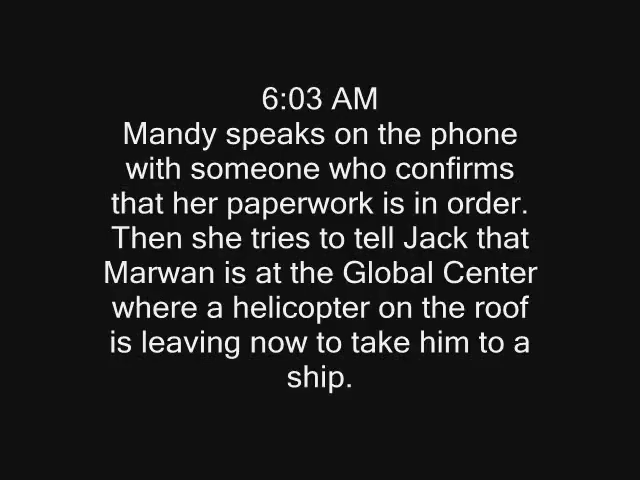 6:03 AM
Mandy speaks on the phone
with someone who confirms
that her paperwork is in order.
Then she tries to tell Jack that
Marwan is at the Global Center
where a helicopter on the roof
is leaving now to take him to a
ship.